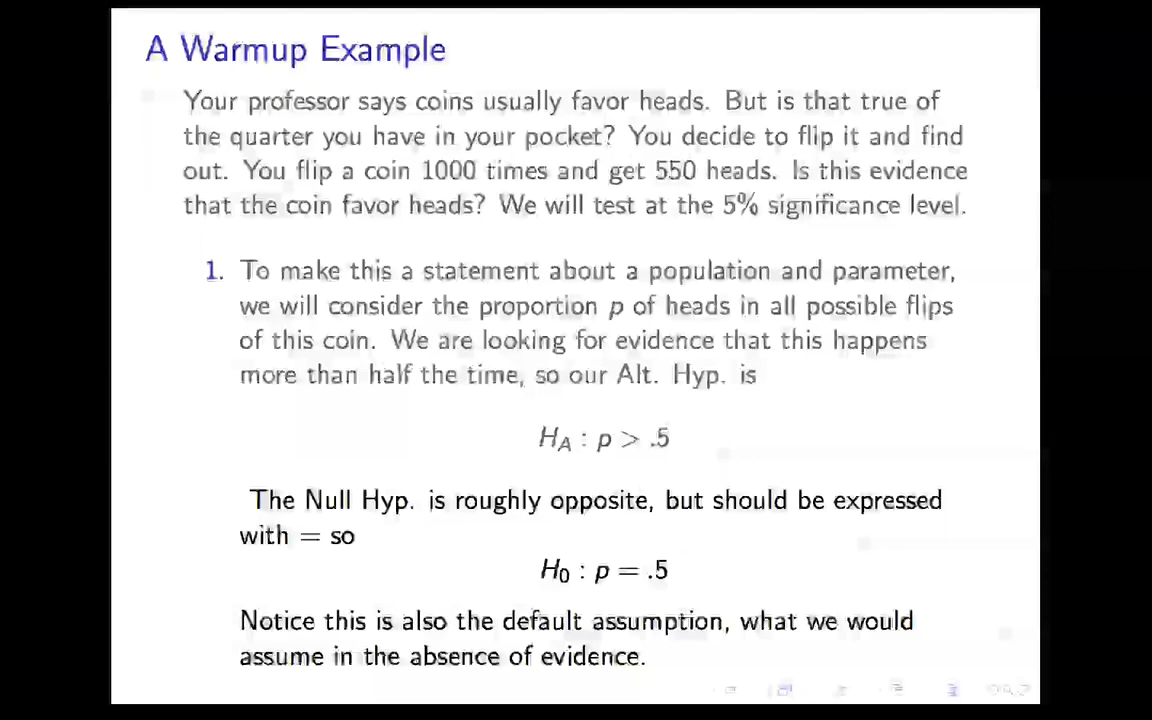 A Warmup Example
Your professor says coins usually favor heads. But is that true of
the quarter you have in your pocket? You decide to flip it and find
out. You flip a coin 1000 times and get 550 heads. Is this evidence
that the coin favor heads? We will test at the 5% significance level.
1. To make this a statement about a population and parameter,
we will consider the proportion p of heads in all possible flips
of this coin. We are looking for evidence that this happens
more than half the time, so our Alt. Hyp. is
H_A : p > .5
The Null Hyp. is roughly opposite, but should be expressed
with = so
H_0 : p = .5
Notice this is also the default assumption, what we would
assume in the absence of evidence.